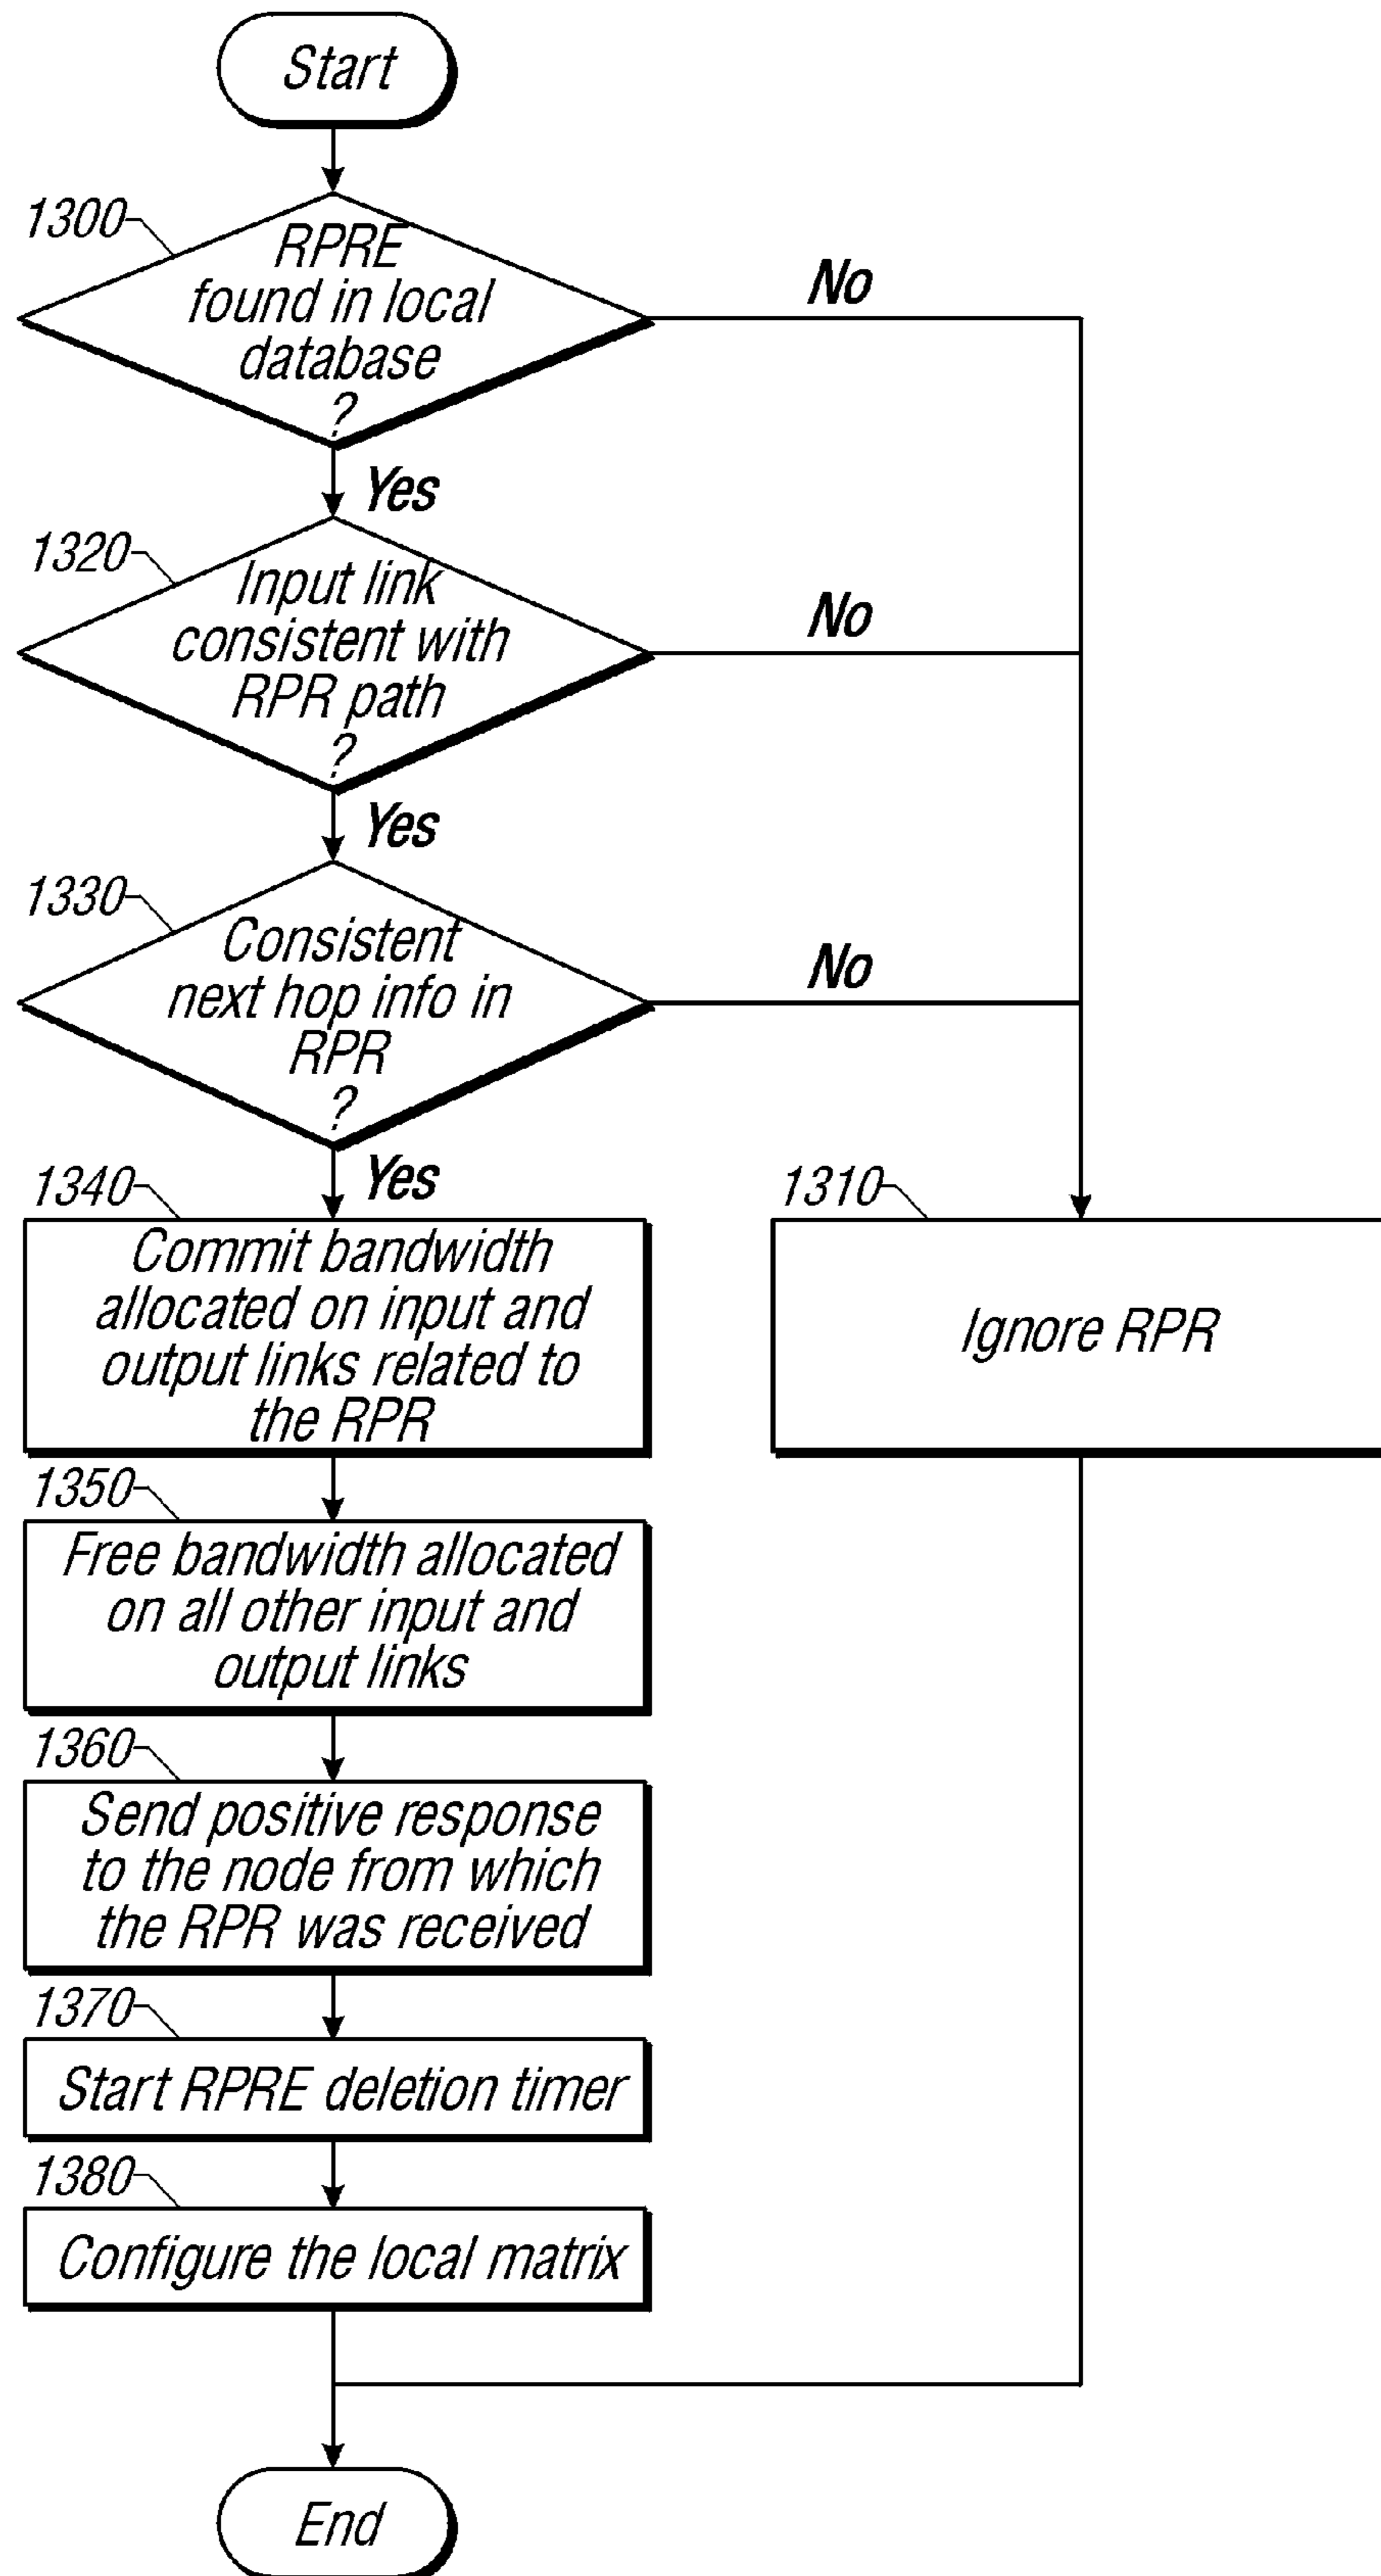 Start
1300
RPRE
found in local
database
?
No
Yes
1320
Input link
consistent with
RPR path
?
No
Yes
1330
Consistent
next hop info in
RPR
?
No
Yes
1340
Commit bandwidth
allocated on input and
output links related to
the RPR
1310
Ignore RPR
1350
Free bandwidth allocated
on all other input and
output links
1360
Send positive response
to the node from which
the RPR was received
1370
Start RPRE deletion timer
1380
Configure the local matrix
End